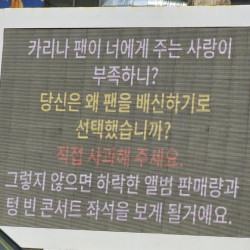 카리나 팬이 너에게 주는 사랑이
부족하니?
당신은 왜 팬을 배신하기로
선택했습니까?
직접 사과해 주세요.
그렇지 않으면 하락한 앨범 판매량과
텅 빈 콘서트 좌석을 보게 될거예요.